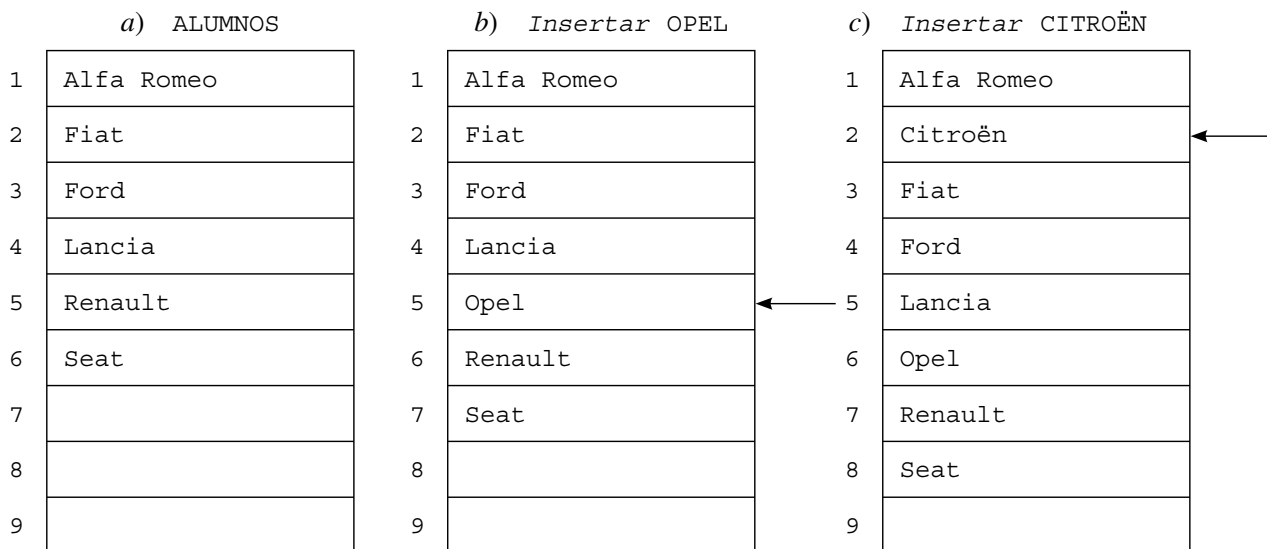 a) ALUMNOS
1 Alfa Romeo
2 Fiat
3 Ford
4 Lancia
5 Renault
6 Seat
7
8
9
b) Insertar OPEL
1 Alfa Romeo
2 Fiat
3 Ford
4 Lancia
5 Opel
6 Renault
7 Seat
8
9
c) Insertar CITROËN
1 Alfa Romeo
2 Citroën
3 Fiat
4 Ford
5 Lancia
6 Opel
7 Renault
8 Seat
9